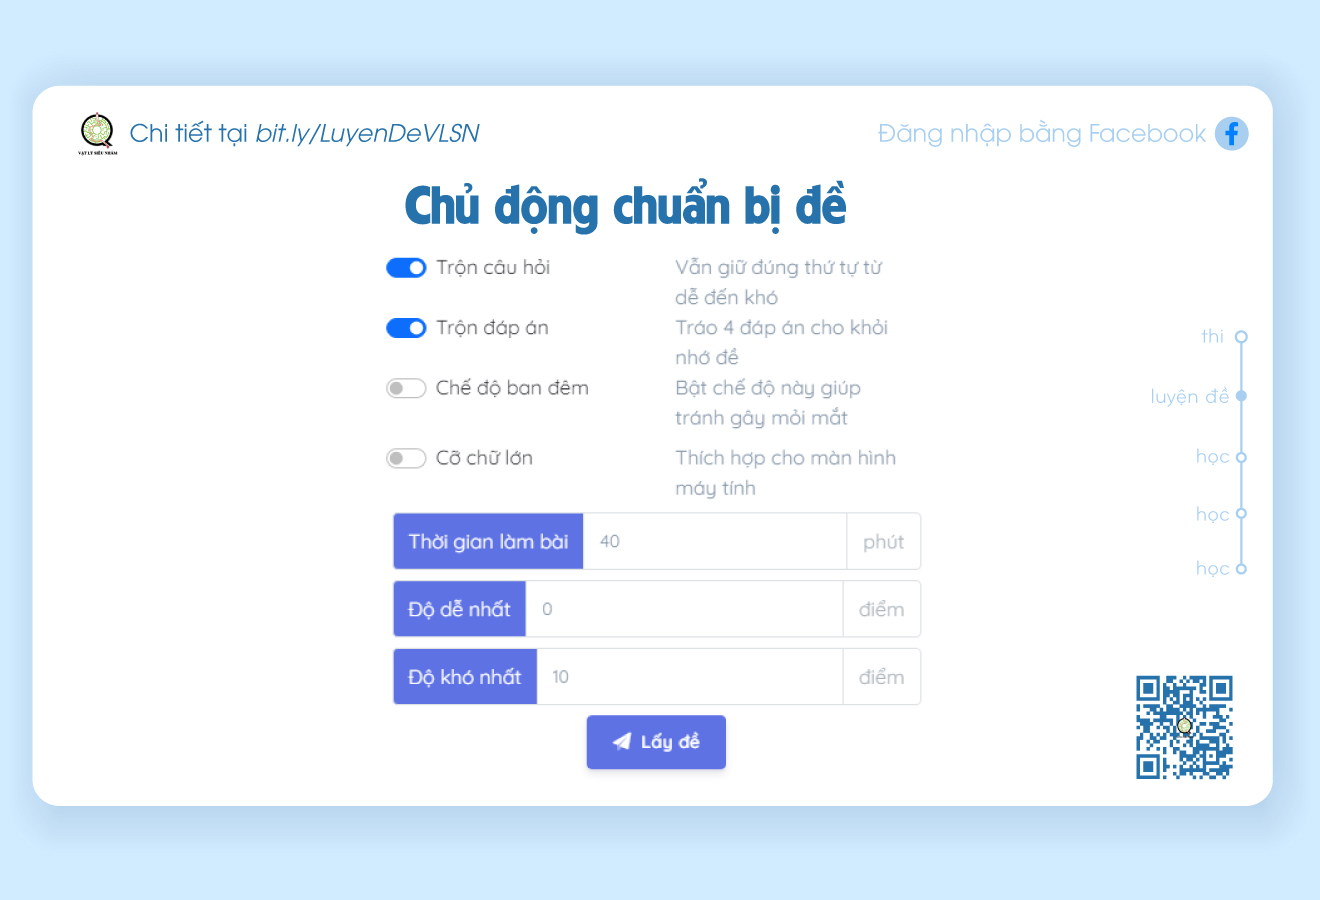 VẬT LÝ SIÊU NHÂM
Chi tiết tại bit.ly/LuyenDeVLSN
Đăng nhập bằng Facebook
Chủ động chuẩn bị đề
Trộn câu hỏi
Vẫn giữ đúng thứ tự từ
dễ đến khó
Trộn đáp án
Tráo 4 đáp án cho khỏi
nhớ đề
Chế độ ban đêm
Bật chế độ này giúp
tránh gây mỏi mắt
Cỡ chữ lớn
Thích hợp cho màn hình
máy tính
Thời gian làm bài 40 phút
Độ dễ nhất 0 điểm
Độ khó nhất 10 điểm
Lấy đề
thi
luyện đề
học
học
học